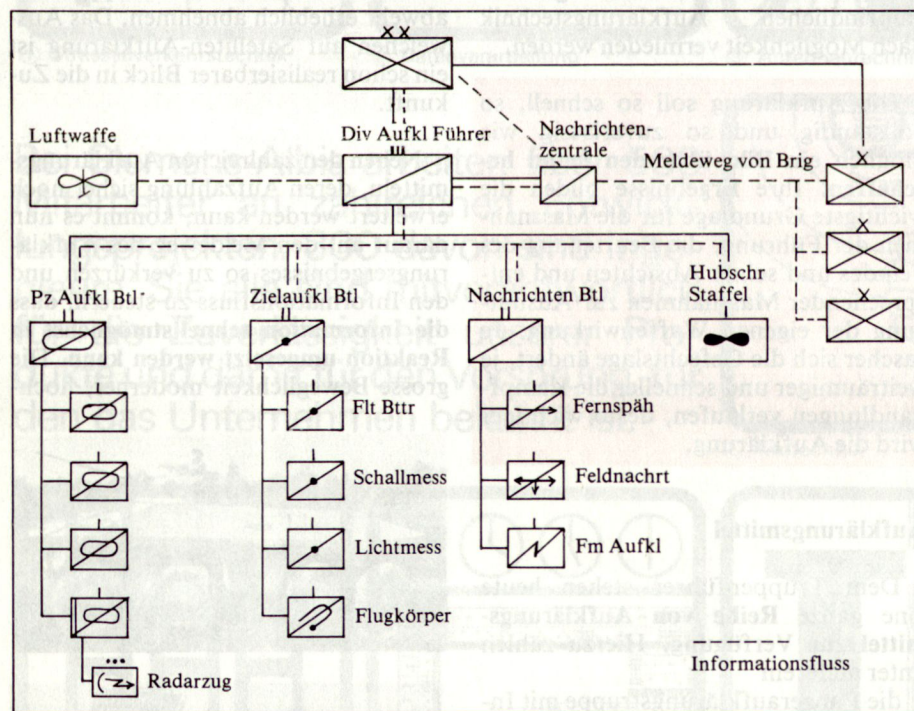 Luftwaffe
Div Aufkl Führer
Nachrichten-
zentrale
Meldeweg von Brig
Pz Aufkl Btl
Zielaufkl Btl
Nachrichten Btl
Hubschr
Staffel
Flt Bttr
Fernspäh
Schallmess
Feldnachrt
Lichtmess
Fm Aufkl
Flugkörper
Radarzug
Informationsfluss